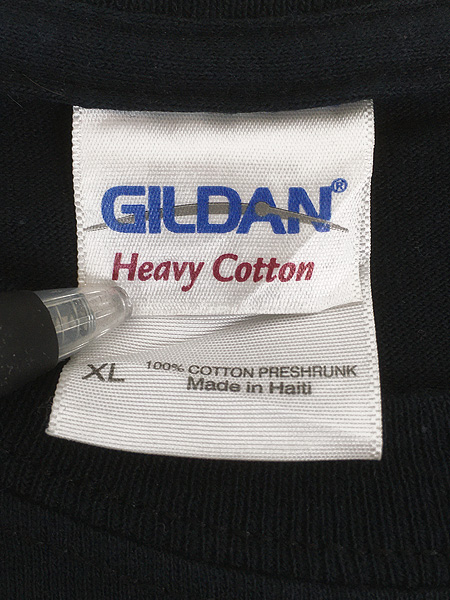 GILDAN®
Heavy Cotton
XL
100% COTTON PRESHRUNK
Made in Haiti